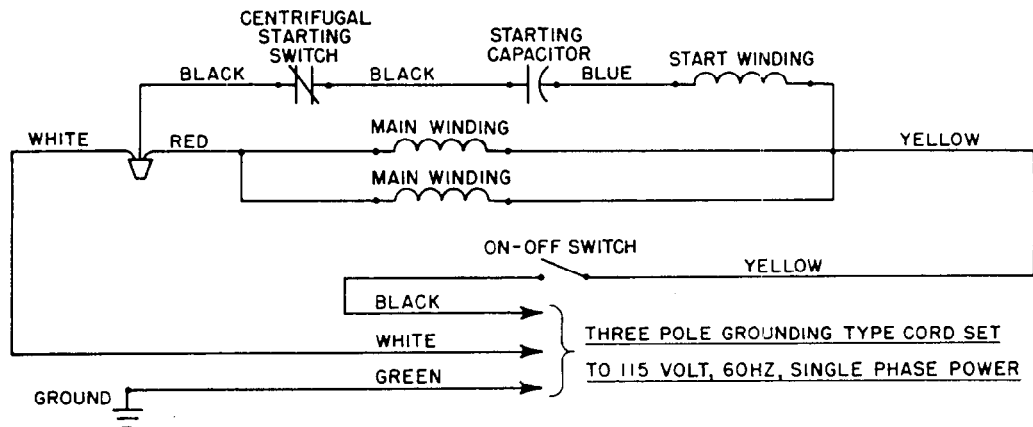 CENTRIFUGAL
STARTING
SWITCH
STARTING
CAPACITOR
START WINDING
BLACK
BLACK
BLUE
WHITE
RED
MAIN WINDING
YELLOW
MAIN WINDING
ON-OFF SWITCH
YELLOW
BLACK
WHITE
GREEN
GROUND
THREE POLE GROUNDING TYPE CORD SET
TO 115 VOLT, 60HZ, SINGLE PHASE POWER